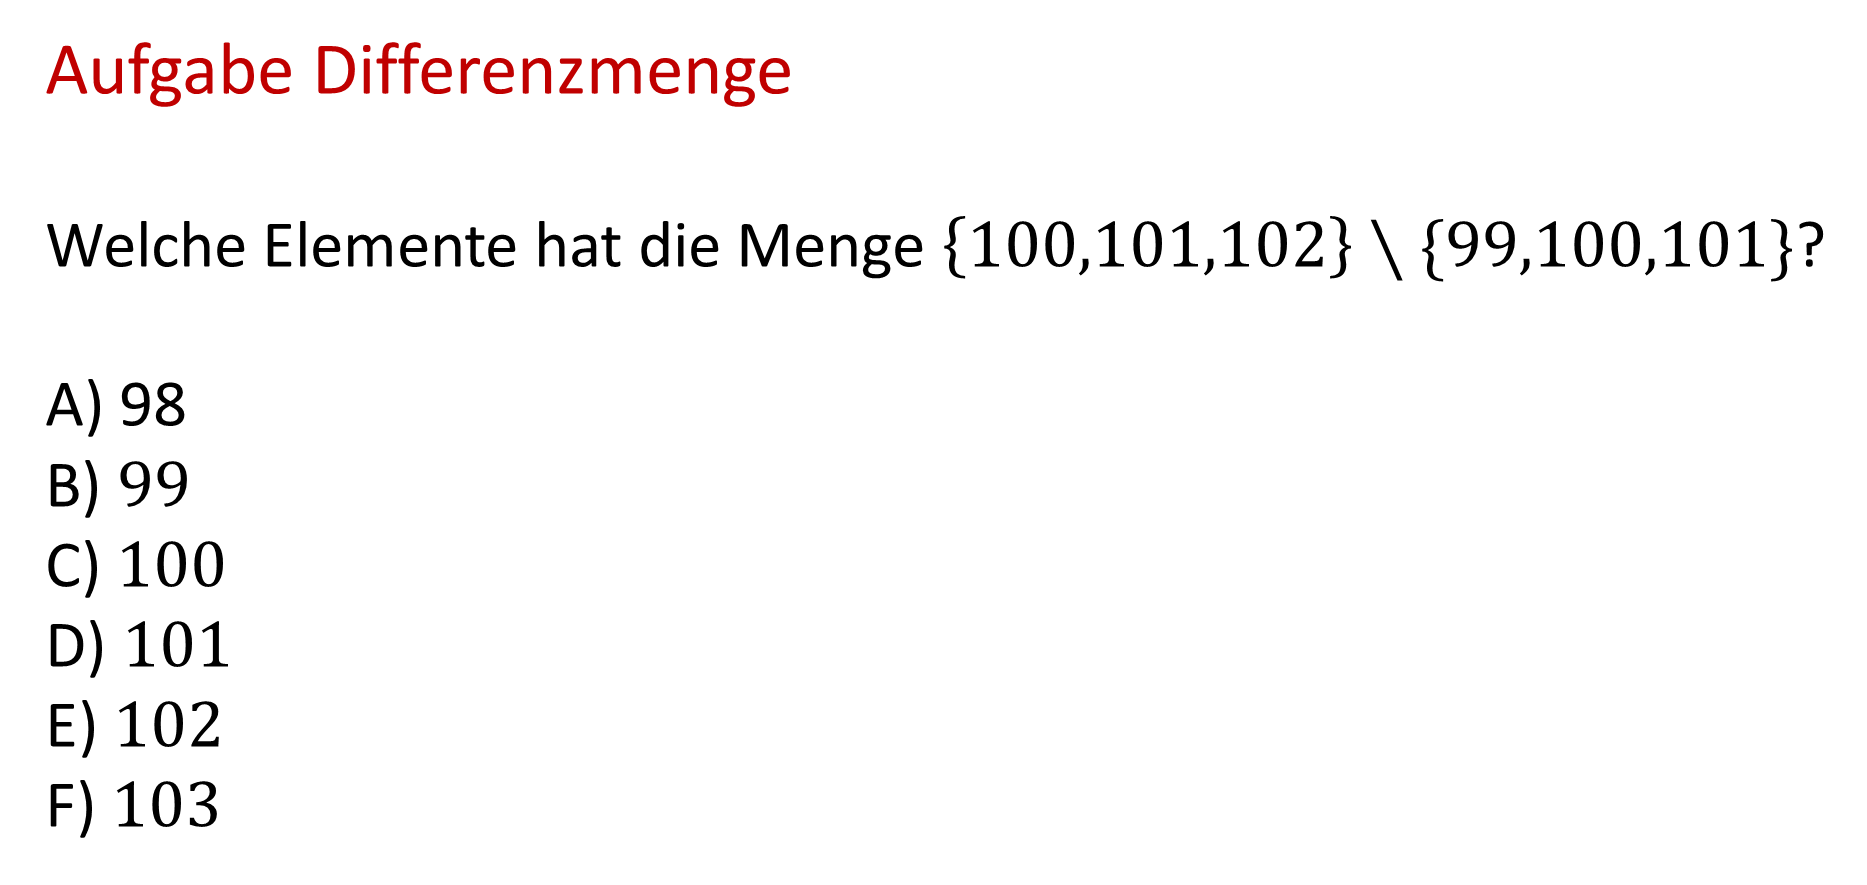 Aufgabe Differenzmenge
Welche Elemente hat die Menge {100,101,102} \ {99,100,101}?
A) 98
B) 99
C) 100
D) 101
E) 102
F) 103